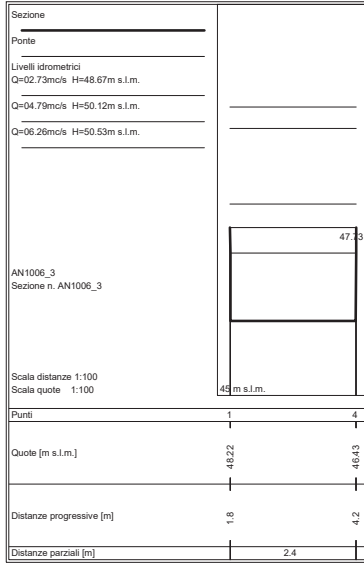 Sezione
Ponte
Livelli idrometrici
Q=02.73mc/s H=48.67m s.l.m.
Q=04.79mc/s H=50.12m s.l.m.
Q=06.26mc/s H=50.53m s.l.m.
47.73
AN1006_3
Sezione n. AN1006_3
Scala distanze 1:100
Scala quote 1:100
45 m s.l.m.
Punti 1 4
Quote [m s.l.m.] 48.22 46.43
Distanze progressive [m] 1.8 4.2
Distanze parziali [m] 2.4